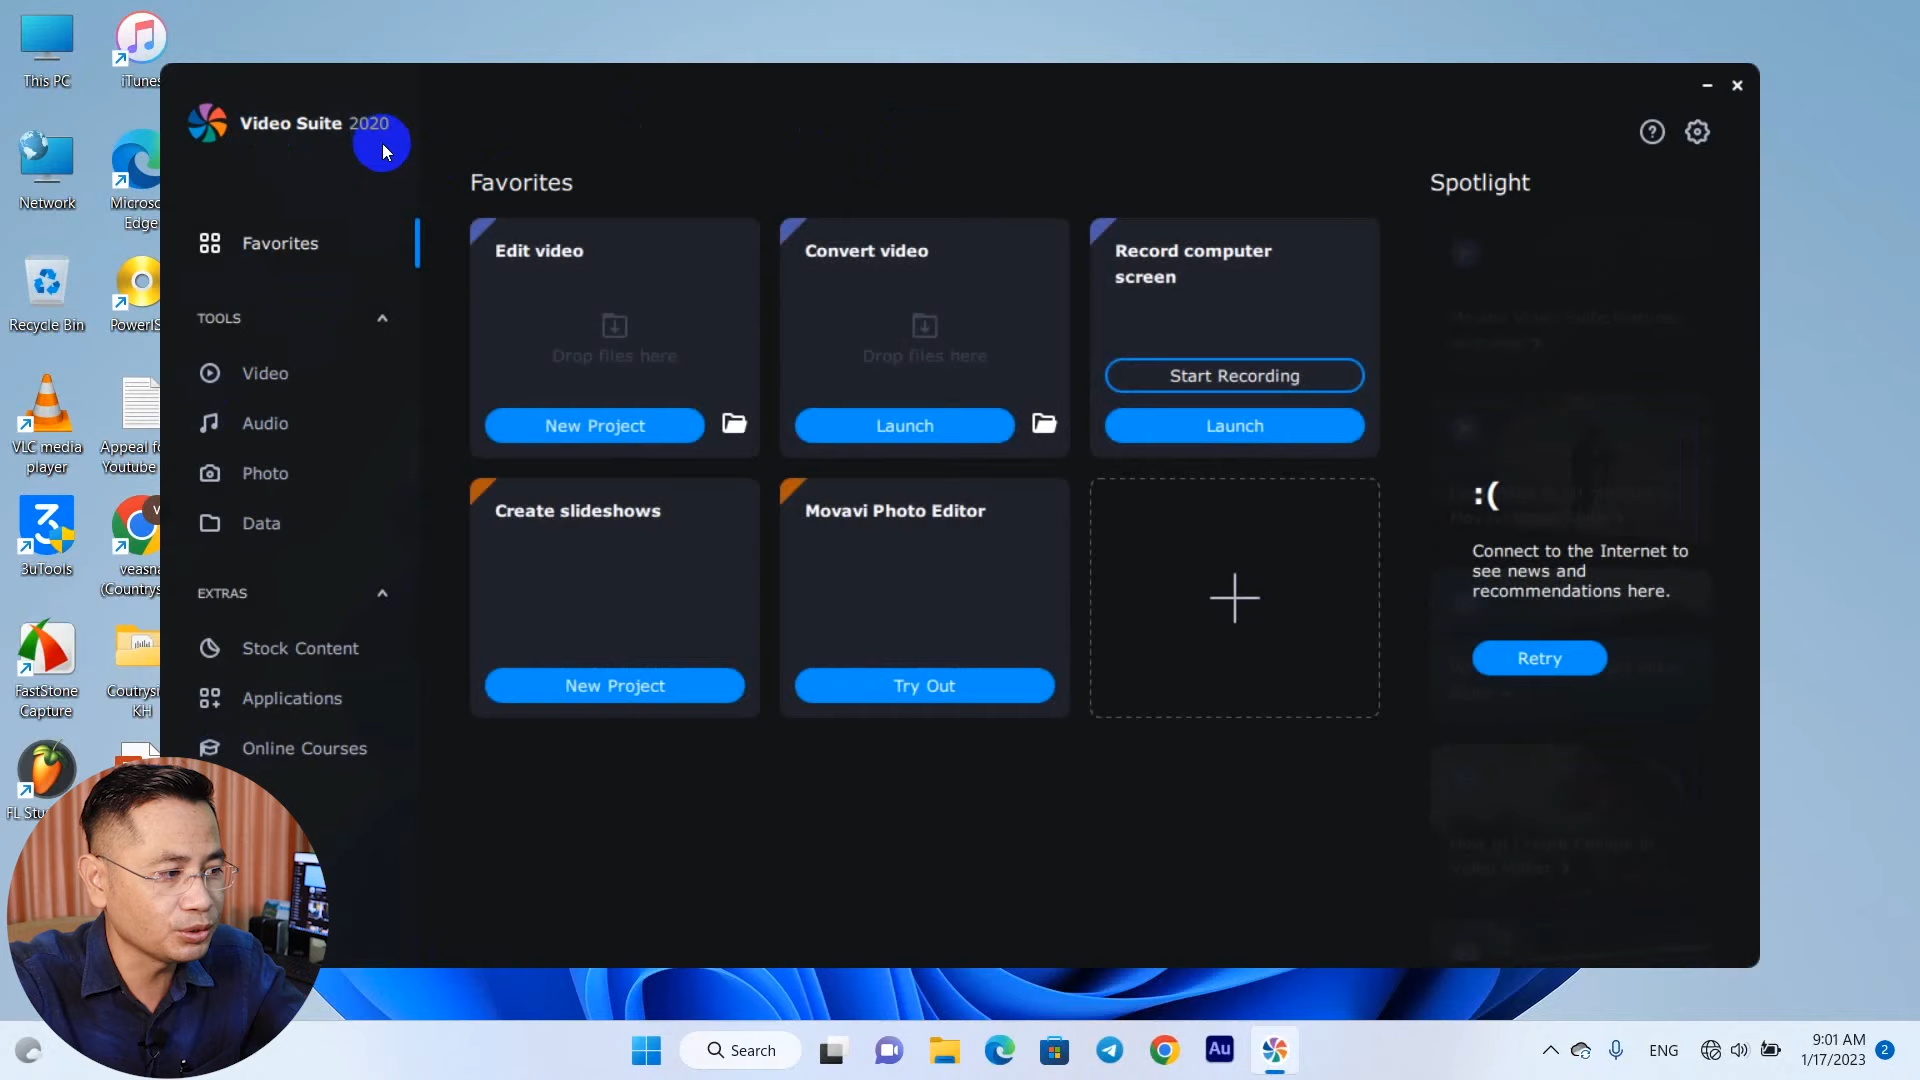 This PC
iTunes
Network
Edge
Recycle Bin
VLC media
player
Appeal fo
Youtube
3uTools
veasna
(Countrys
FastStone
Capture
Coutrysi
KH
FL Stu
Video Suite 2020
Favorites
TOOLS
Video
Audio
Photo
Data
EXTRAS
Stock Content
Applications
Online Courses
Favorites
Edit video
Drop files here
New Project
Convert video
Drop files here
Launch
Record computer
screen
Start Recording
Launch
Create slideshows
New Project
Movavi Photo Editor
Try Out
Spotlight
:(
Connect to the Internet to
see news and
recommendations here.
Retry
Search
Au
ENG
9:01 AM
1/17/2023
2